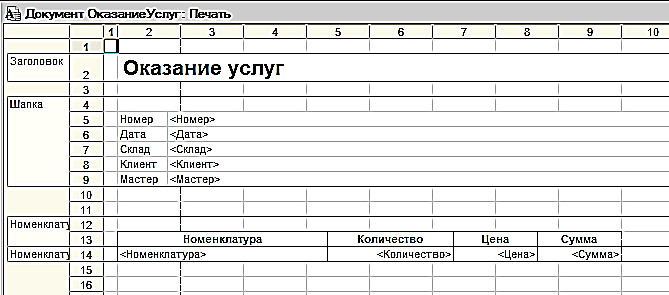 Документ ОказаниеУслуг: Печать
1 2 3 4 5 6 7 8 9 10
1
Заголовок 2 Оказание услуг
3
Шапка 4
5 Номер <Номер>
6 Дата <Дата>
7 Склад <Склад>
8 Клиент <Клиент>
9 Мастер <Мастер>
10
11
Номенклату 12
13 Номенклатура Количество Цена Сумма
Номенклату 14 <Номенклатура> <Количество> <Цена> <Сумма>
15
16